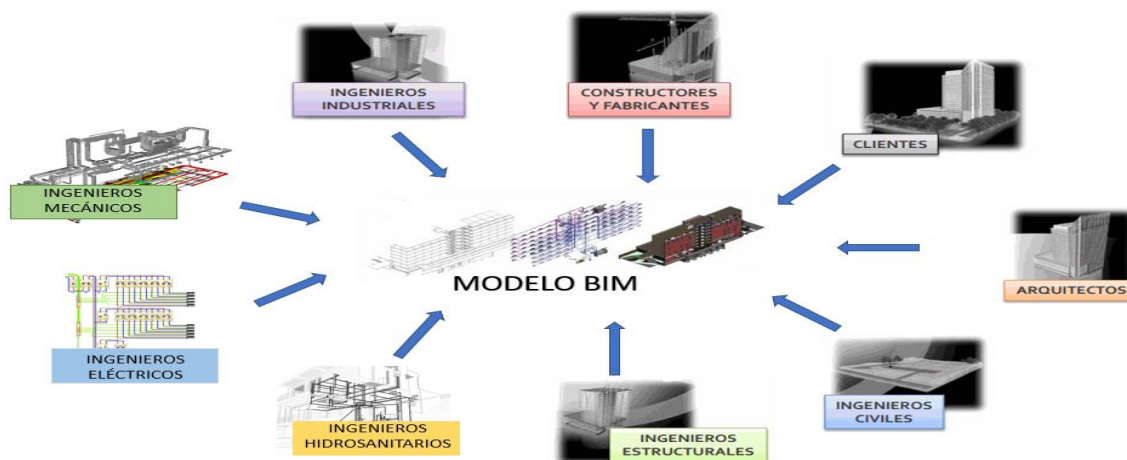 INGENIEROS
INDUSTRIALES
CONSTRUCTORES
Y FABRICANTES
CLIENTES
INGENIEROS
MECÁNICOS
MODELO BIM
ARQUITECTOS
INGENIEROS
ELÉCTRICOS
INGENIEROS
HIDROSANITARIOS
INGENIEROS
ESTRUCTURALES
INGENIEROS
CIVILES